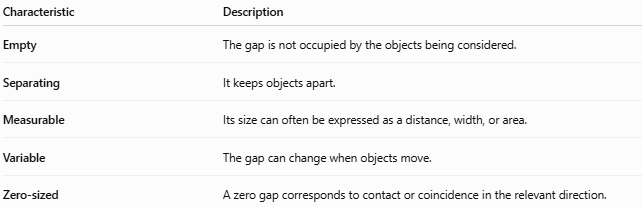 Characteristic Description
Empty The gap is not occupied by the objects being considered.
Separating It keeps objects apart.
Measurable Its size can often be expressed as a distance, width, or area.
Variable The gap can change when objects move.
Zero-sized A zero gap corresponds to contact or coincidence in the relevant direction.